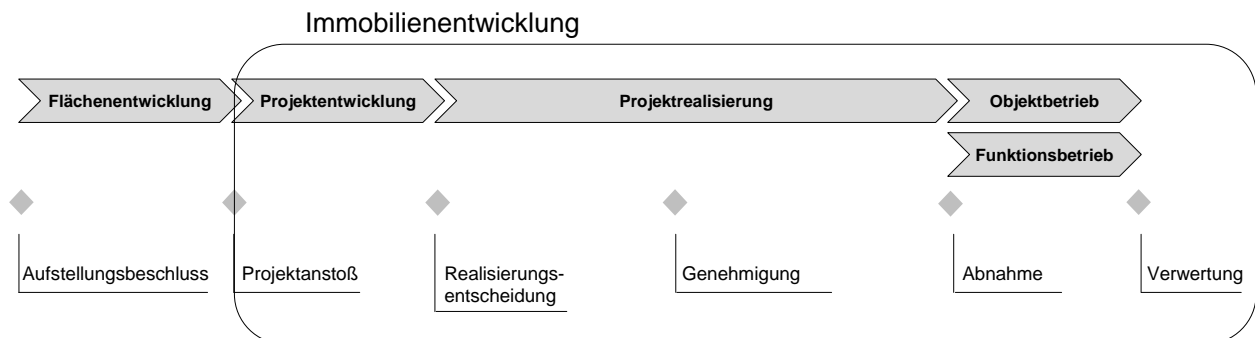 Immobilienentwicklung
Flächenentwicklung
Projektentwicklung
Projektrealisierung
Objektbetrieb
Funktionsbetrieb
Aufstellungsbeschluss
Projektanstoß
Realisierungs-
entscheidung
Genehmigung
Abnahme
Verwertung